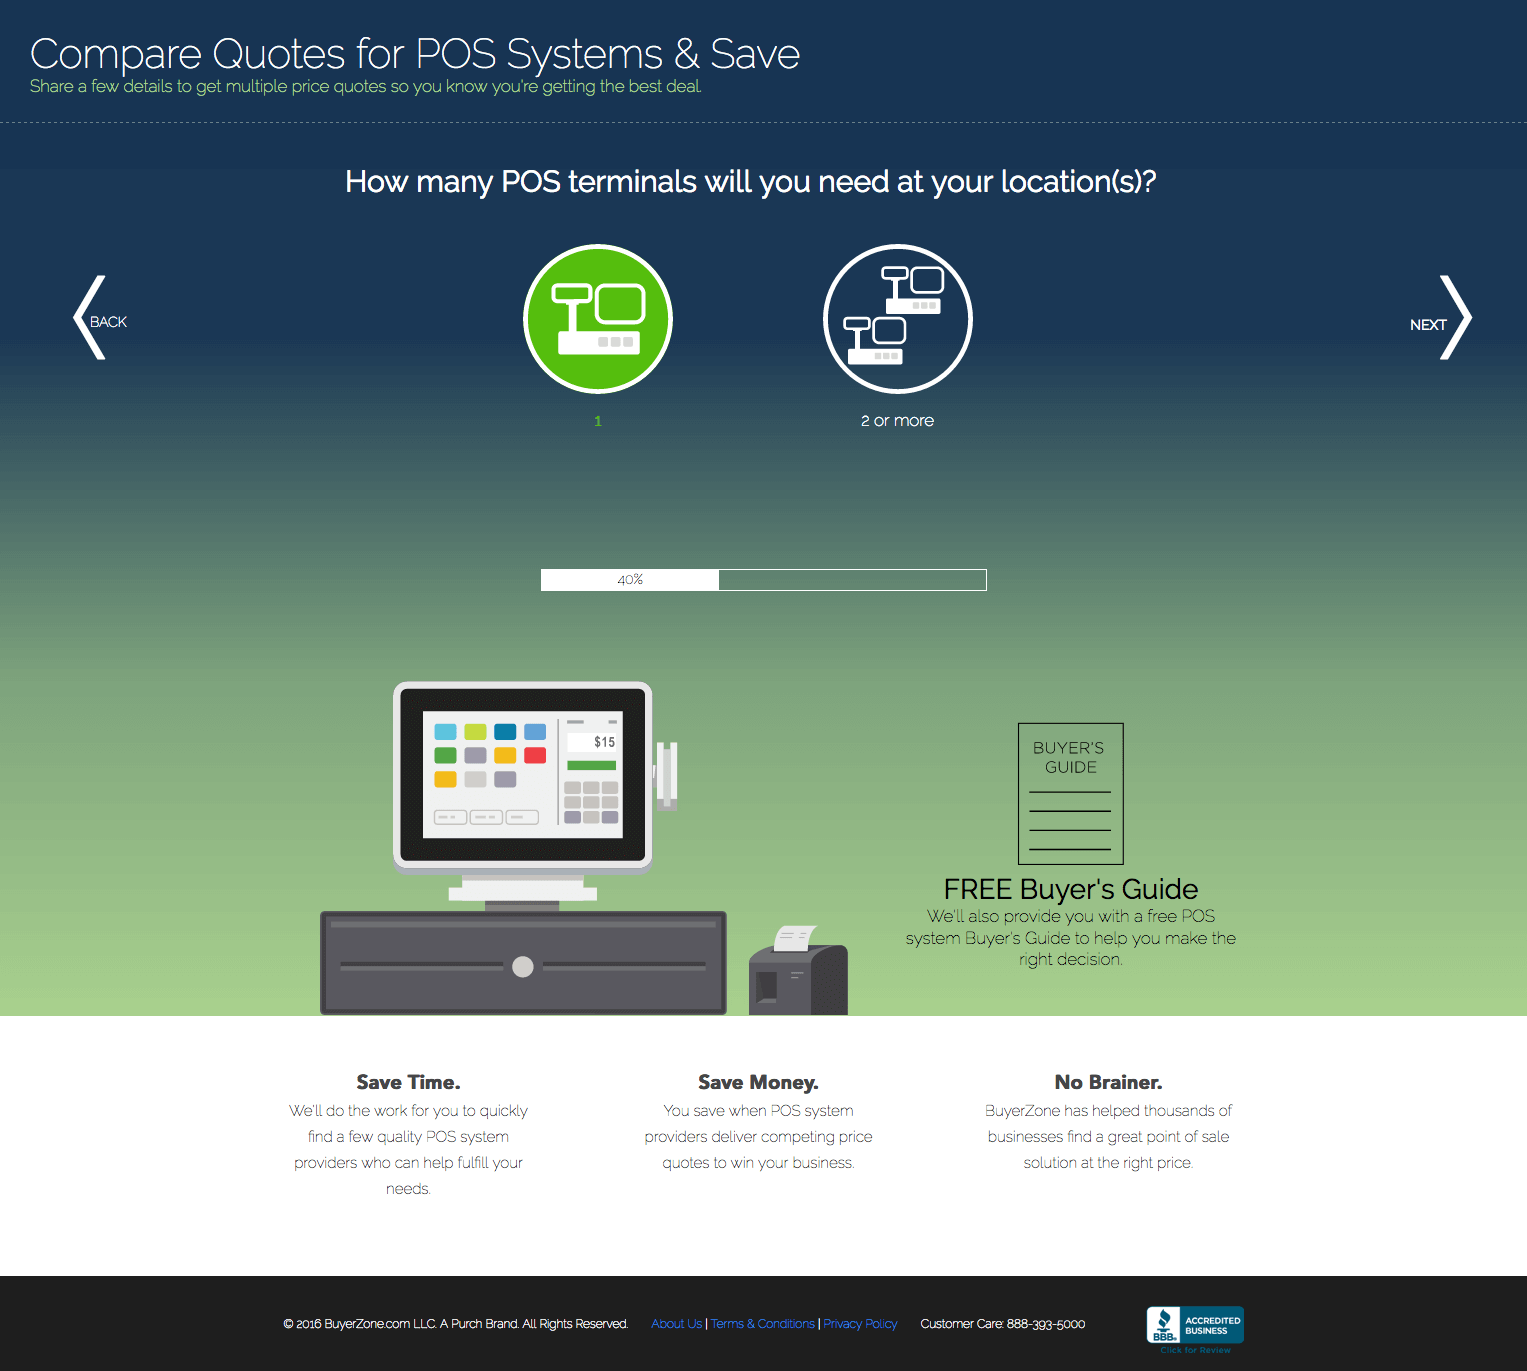 Compare Quotes for POS Systems & Save
Share a few details to get multiple price quotes so you know you're getting the best deal.
How many POS terminals will you need at your location(s)?
BACK
NEXT
1
2 or more
40%
$15
BUYER'S
GUIDE
FREE Buyer's Guide
We'll also provide you with a free POS
system Buyer's Guide to help you make the
right decision.
Save Time.
We'll do the work for you to quickly
find a few quality POS system
providers who can help fulfill your
needs.
Save Money.
You save when POS system
providers deliver competing price
quotes to win your business.
No Brainer.
BuyerZone has helped thousands of
businesses find a great point of sale
solution at the right price.
© 2016 BuyerZone.com LLC. A Purch Brand. All Rights Reserved. About Us | Terms & Conditions | Privacy Policy Customer Care: 888-393-5000
BBB.
ACCREDITED
BUSINESS
Click for Review